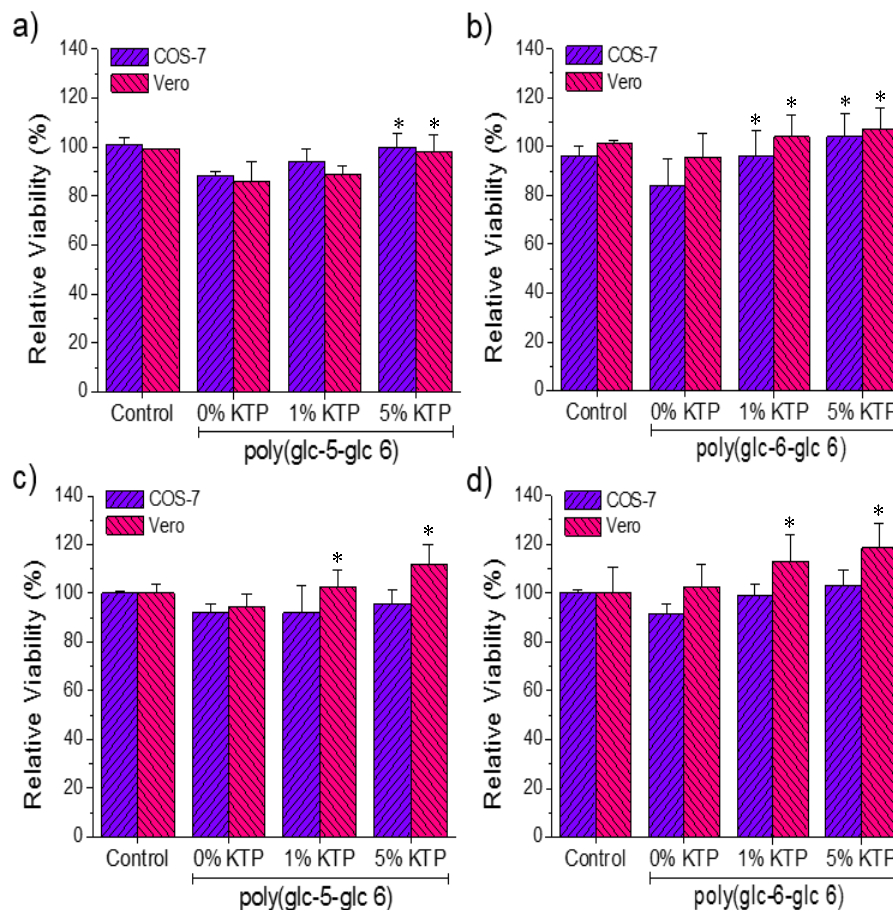 a)
COS-7
Vero
Relative Viability (%)
140
120
100
80
60
40
20
0
* *
Control 0% KTP 1% KTP 5% KTP
poly(glc-5-glc 6)
b)
COS-7
Vero
Relative Viability (%)
140
120
100
80
60
40
20
0
* * * *
Control 0% KTP 1% KTP 5% KTP
poly(glc-6-glc 6)
c)
COS-7
Vero
Relative Viability (%)
140
120
100
80
60
40
20
0
* *
Control 0% KTP 1% KTP 5% KTP
poly(glc-5-glc 6)
d)
COS-7
Vero
Relative Viability (%)
140
120
100
80
60
40
20
0
* *
Control 0% KTP 1% KTP 5% KTP
poly(glc-6-glc 6)